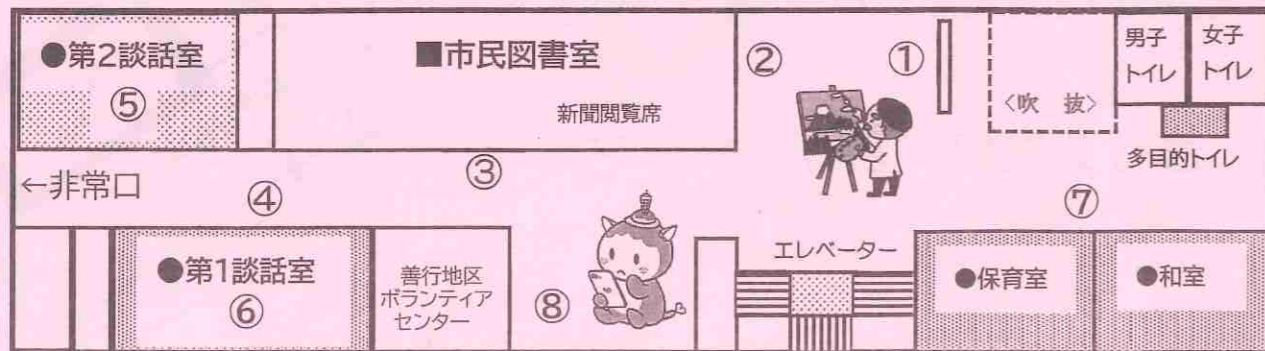 ●第2談話室
⑤
■市民図書室
新聞閲覧席
②
①
〈吹 抜〉
男子
トイレ
女子
トイレ
多目的トイレ
←非常口
④
③
⑦
●第1談話室
⑥
善行地区
ボランティア
センター
⑧
エレベーター
●保育室
●和室